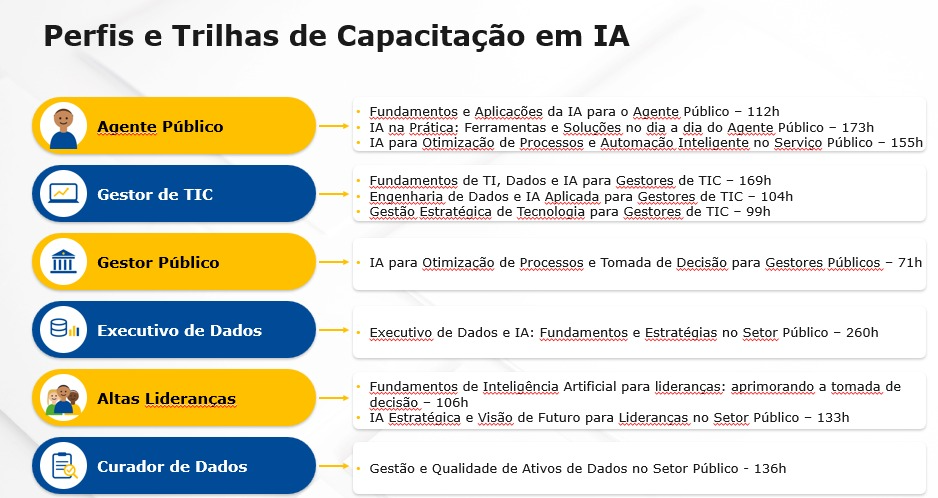 Perfis e Trilhas de Capacitação em IA
Agente Público
• Fundamentos e Aplicações da IA para o Agente Público – 112h
• IA na Prática: Ferramentas e Soluções no dia a dia do Agente Público – 173h
• IA para Otimização de Processos e Automação Inteligente no Serviço Público – 155h
Gestor de TIC
• Fundamentos de TI, Dados e IA para Gestores de TIC – 169h
• Engenharia de Dados e IA Aplicada para Gestores de TIC – 104h
• Gestão Estratégica de Tecnologia para Gestores de TIC – 99h
Gestor Público
• IA para Otimização de Processos e Tomada de Decisão para Gestores Públicos – 71h
Executivo de Dados
• Executivo de Dados e IA: Fundamentos e Estratégias no Setor Público – 260h
Altas Lideranças
• Fundamentos de Inteligência Artificial para lideranças: aprimorando a tomada de
decisão – 106h
• IA Estratégica e Visão de Futuro para Lideranças no Setor Público – 133h
Curador de Dados
• Gestão e Qualidade de Ativos de Dados no Setor Público - 136h